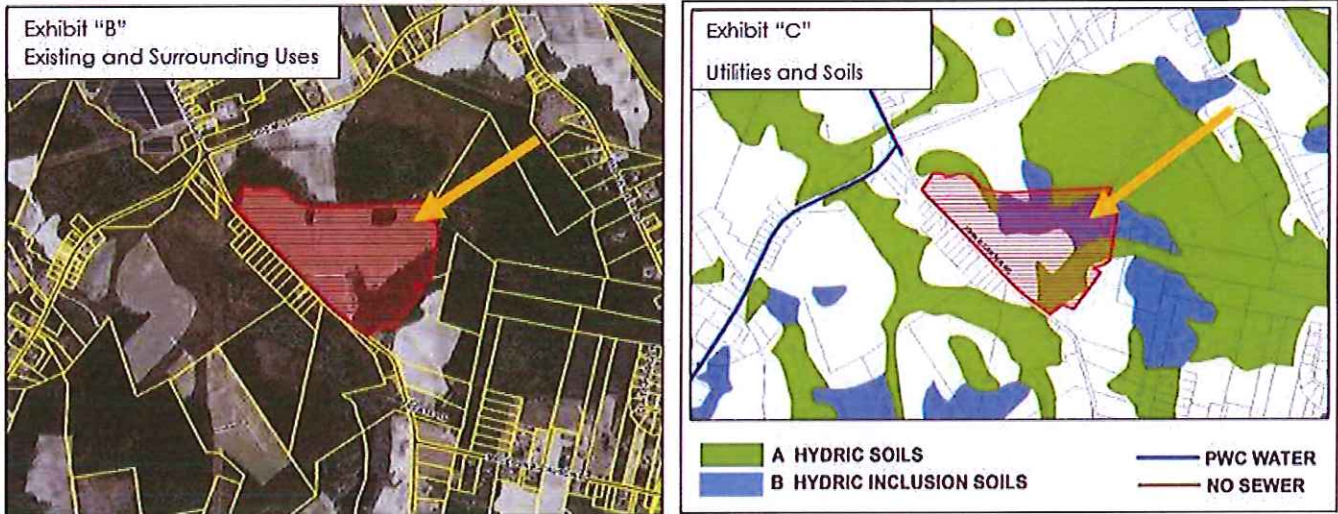 Exhibit "B"
Existing and Surrounding Uses
Exhibit "C"
Utilities and Soils
A HYDRIC SOILS
B HYDRIC INCLUSION SOILS
PWC WATER
NO SEWER